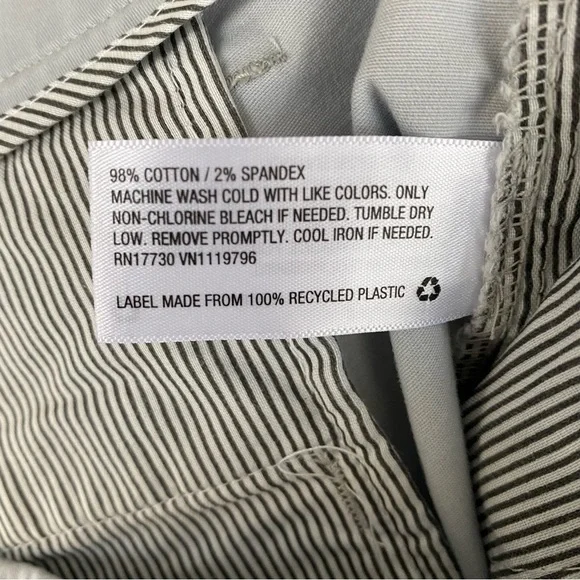 98% COTTON / 2% SPANDEX
MACHINE WASH COLD WITH LIKE COLORS. ONLY
NON-CHLORINE BLEACH IF NEEDED. TUMBLE DRY
LOW. REMOVE PROMPTLY. COOL IRON IF NEEDED.
RN17730 VN1119796
LABEL MADE FROM 100% RECYCLED PLASTIC